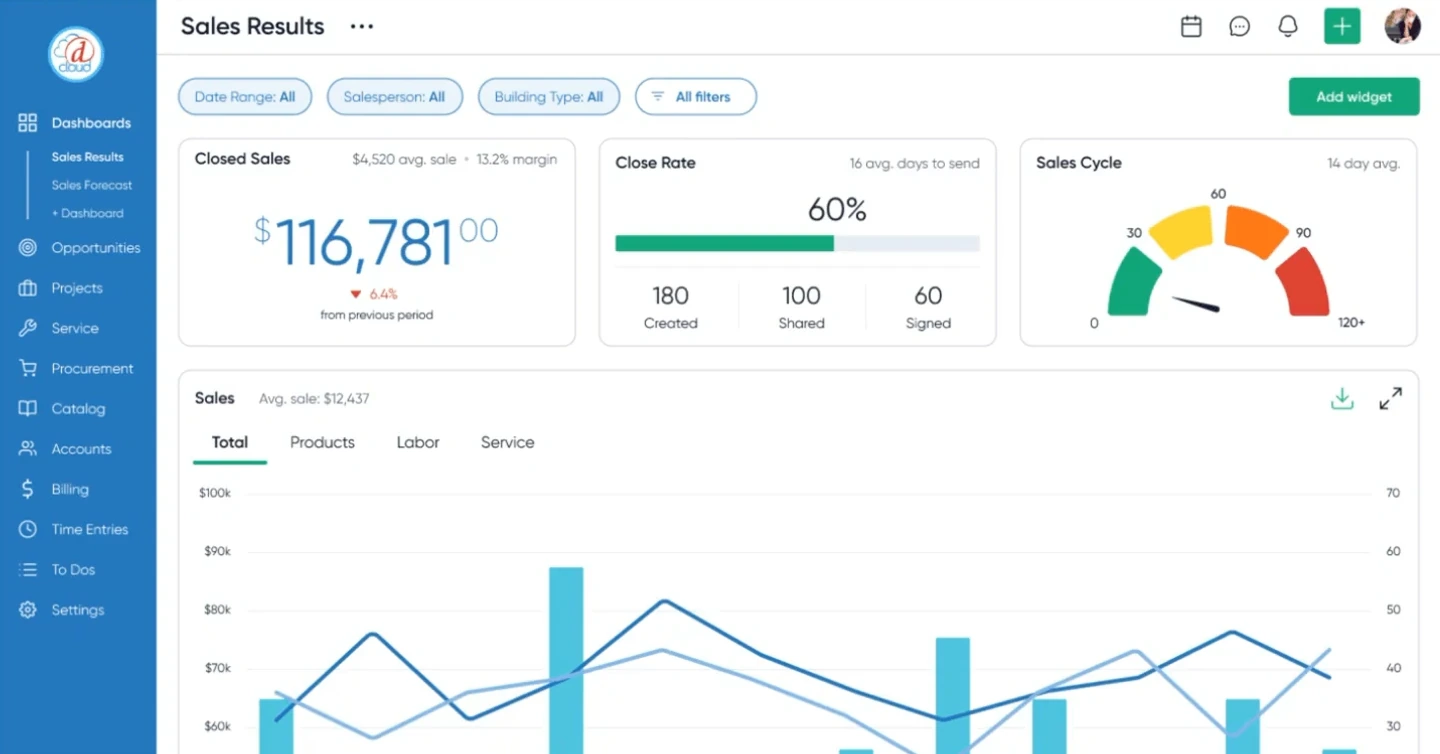 Sales Results ...
d
cloud
Date Range: All
Salesperson: All
Building Type: All
All filters
Add widget
Dashboards
Sales Results
Sales Forecast
+ Dashboard
Opportunities
Projects
Service
Procurement
Catalog
Accounts
Billing
Time Entries
To Dos
Settings
Closed Sales
$4,520 avg. sale • 13.2% margin
$116,781 00
▼ 6.4%
from previous period
Close Rate
16 avg. days to send
60%
180
Created
100
Shared
60
Signed
Sales Cycle
14 day avg.
0
30
60
90
120+
Sales
Avg. sale: $12,437
Total
Products
Labor
Service
$100k
$90k
$80k
$70k
$60k
70
60
50
40
30